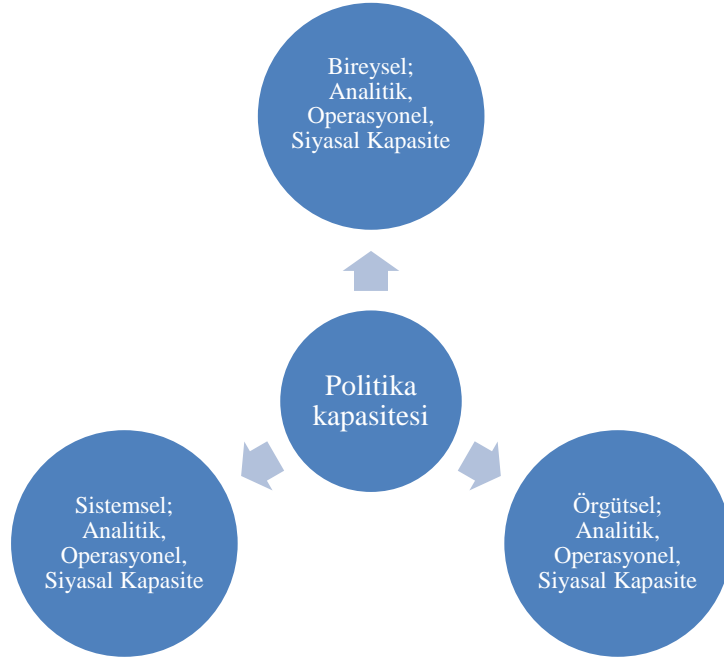 Bireysel;
Analitik,
Operasyonel,
Siyasal Kapasite
Politika
kapasitesi
Sistemsel;
Analitik,
Operasyonel,
Siyasal Kapasite
Örgütsel;
Analitik,
Operasyonel,
Siyasal Kapasite